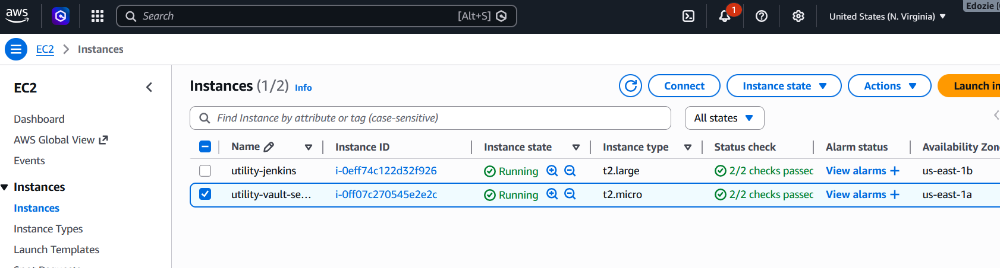 aws
Search [Alt+S]
1
United States (N. Virginia)
Edozie
EC2 > Instances
EC2
Dashboard
AWS Global View
Events
Instances
Instances
Instance Types
Launch Templates
Instances (1/2) Info
Connect
Instance state
Actions
Launch in
Find Instance by attribute or tag (case-sensitive)
All states
Name Instance ID Instance state Instance type Status check Alarm status Availability Zon
utility-jenkins i-0eff74c122d32f926 Running t2.large 2/2 checks passed View alarms + us-east-1b
utility-vault-se... i-0ff07c270545e2e2c Running t2.micro 2/2 checks passed View alarms + us-east-1a